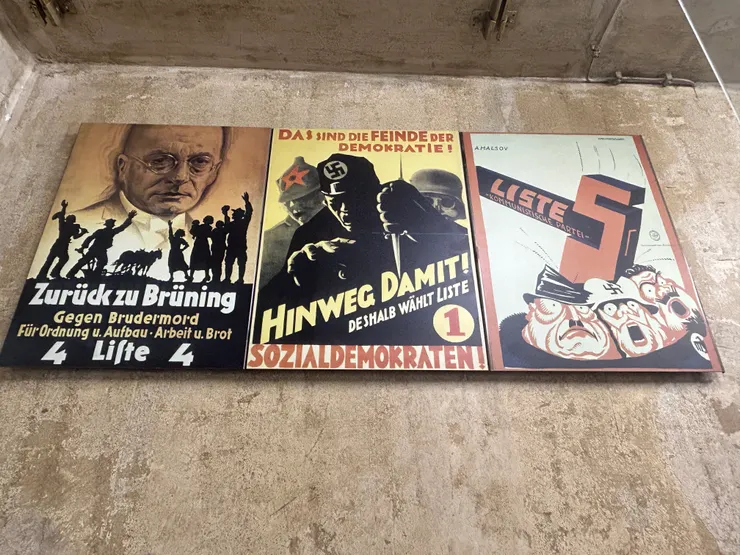 Zurück zu Brüning
Gegen Brudermord
Für Ordnung u. Aufbau · Arbeit u. Brot
4 Liſte 4
DAS SIND DIE FEINDE DER
DEMOKRATIE!
HINWEG DAMIT!
DESHALB WÄHLT LISTE
1
SOZIALDEMOKRATEN!
AHALSOV
LISTE 5
KOMMUNISTISCHE PARTEI